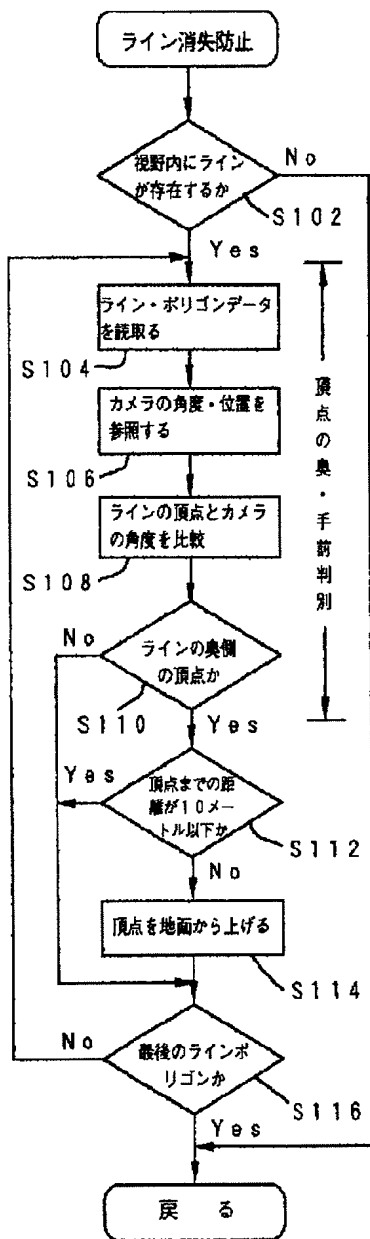 ライン消失防止
視野内にライン
が存在するか
No
S102
Yes
ライン・ポリゴンデータ
を読取る
S104
カメラの角度・位置を
参照する
S106
ラインの頂点とカメラ
の角度を比較
S108
頂点の奥・手前判別
No
ラインの奥側
の頂点か
S110
Yes
Yes
頂点までの距
離が10メー
トル以下か
S112
No
頂点を地面から上げる
S114
No
最後のラインポ
リゴンか
S116
Yes
戻る